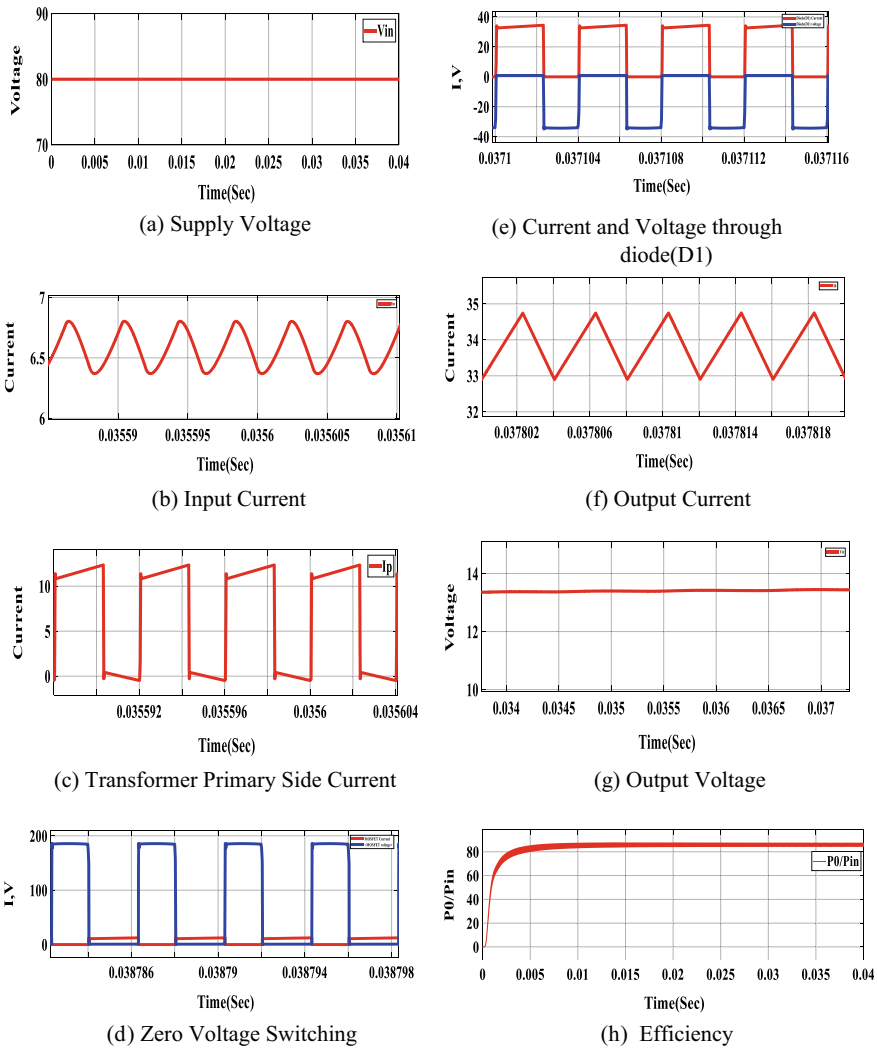 90
80
70
Voltage
Vin
0 0.005 0.01 0.015 0.02 0.025 0.03 0.035 0.04
Time(Sec)
(a) Supply Voltage
7
6.5
6
Current
0.03559 0.035595 0.0356 0.035605 0.03561
Time(Sec)
(b) Input Current
10
5
0
Current
Ip
0.035592 0.035596 0.0356 0.035604
Time(Sec)
(c) Transformer Primary Side Current
200
100
0
I,V
MOSFET Current
0.038786 0.03879 0.038794 0.038798
Time(Sec)
(d) Zero Voltage Switching
40
20
0
-20
-40
I,V
0.0371 0.037104 0.037108 0.037112 0.037116
Time(Sec)
(e) Current and Voltage through
diode(D1)
35
34
33
32
Current
0.037802 0.037806 0.03781 0.037814 0.037818
Time(Sec)
(f) Output Current
14
13
12
10
Voltage
0.034 0.0345 0.035 0.0355 0.036 0.0365 0.037
Time(Sec)
(g) Output Voltage
80
60
40
20
0
P0/Pin
P0/Pin
0 0.005 0.01 0.015 0.02 0.025 0.03 0.035 0.04
Time(Sec)
(h) Efficiency